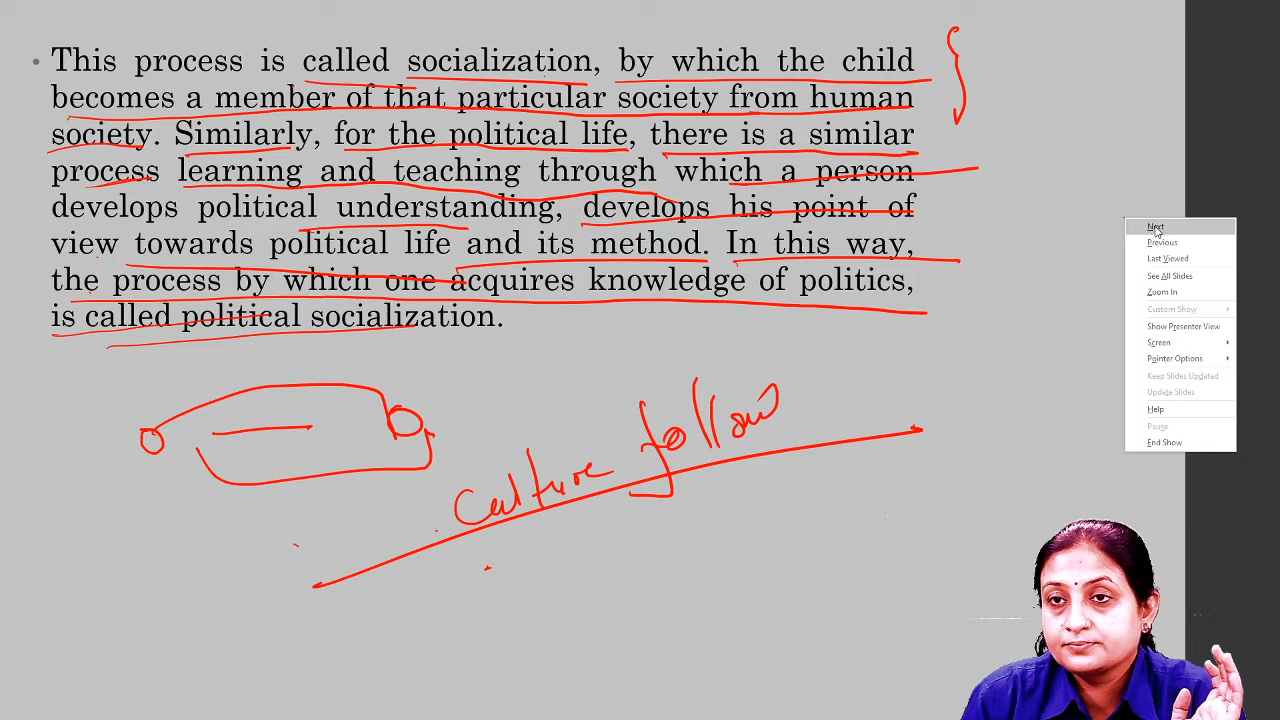 • This process is called socialization, by which the child
becomes a member of that particular society from human
society. Similarly, for the political life, there is a similar
process learning and teaching through which a person
develops political understanding, develops his point of
view towards political life and its method. In this way,
the process by which one acquires knowledge of politics,
is called political socialization.
Culture follow
Next
Previous
Last Viewed
See All Slides
Zoom In
Custom Show
Show Presenter View
Screen
Pointer Options
Keep Slides Updated
Update Slides
Help
Pause
End Show